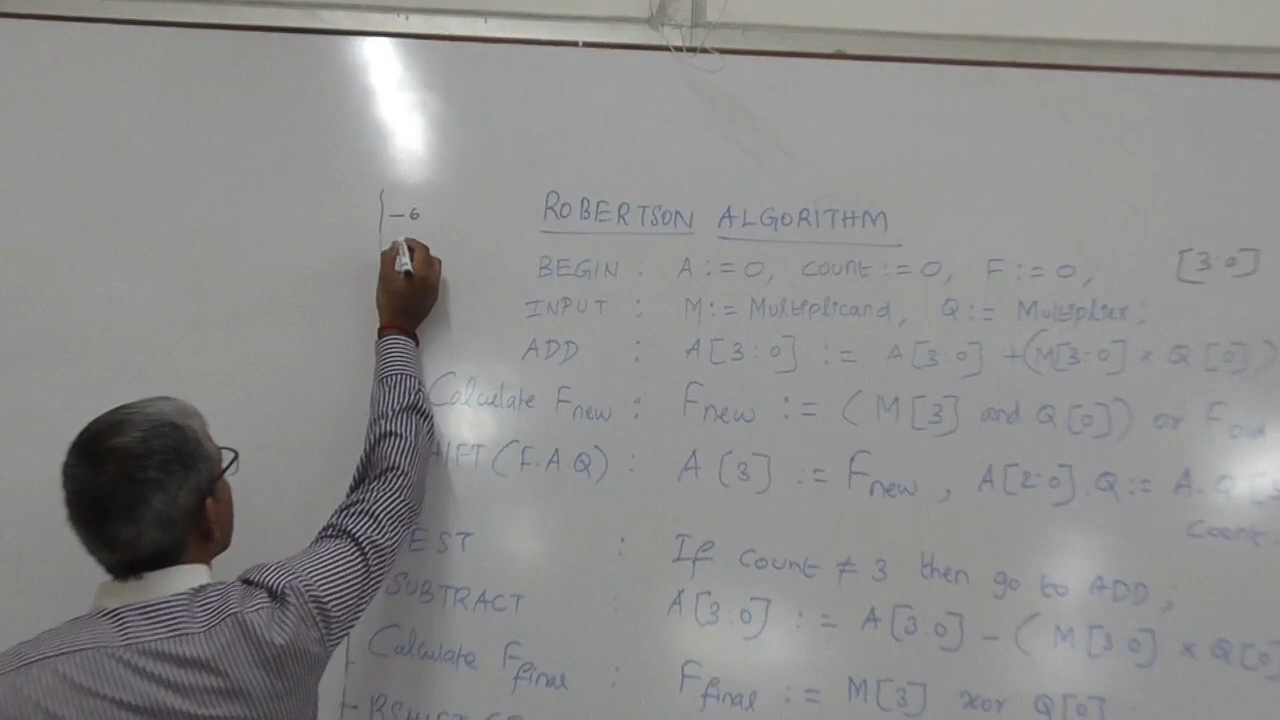 -6
ROBERTSON ALGORITHM
BEGIN : A := 0, count := 0, F := 0,
[3:0]
INPUT : M := Multiplicand, Q := Multiplier;
ADD : A[3:0] := A[3:0] + (M[3:0] × Q[0])
Calculate Fnew : Fnew := (M[3] and Q[0]) or F
(F.A.Q) : A[3] := Fnew, A[2:0].Q := A.Q
Count:
EST : If count ≠ 3 then go to ADD;
SUBTRACT : A[3:0] := A[3:0] - (M[3:0] × Q[0]
Calculate Ffinal : Ffinal := M[3] xor Q[0]